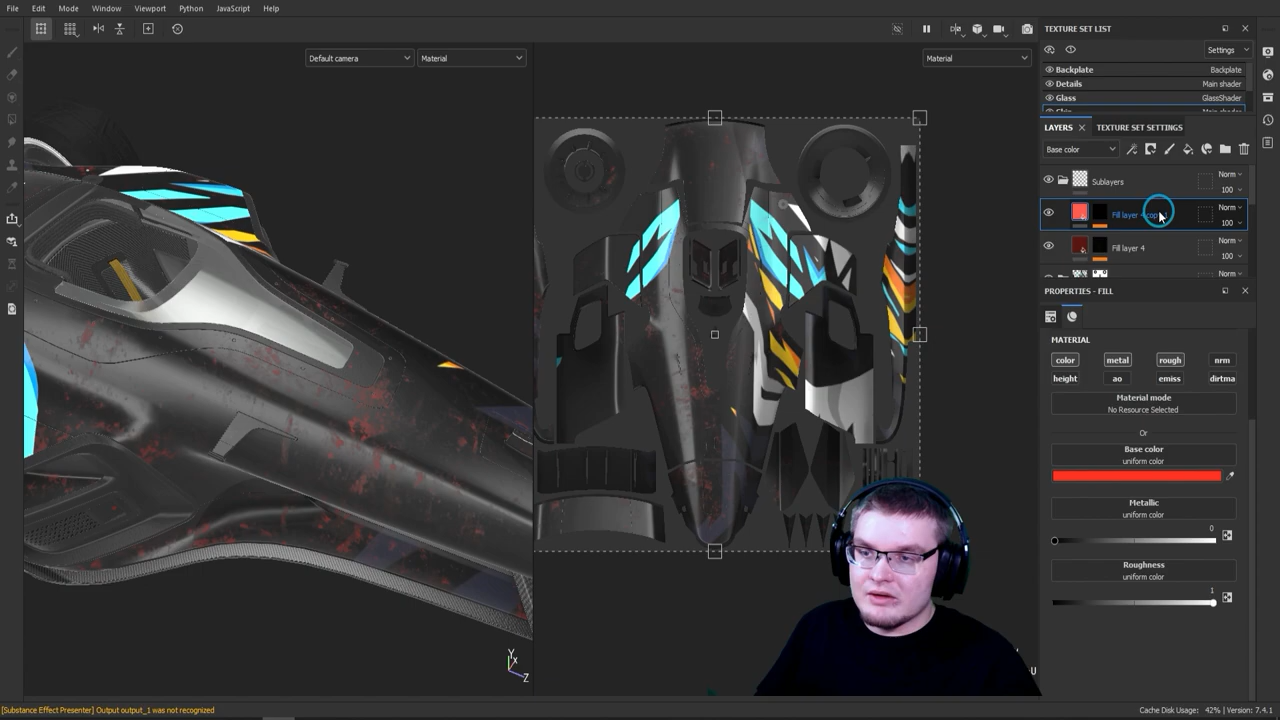 File Edit Mode Window Viewport Python JavaScript Help
Default camera
Material
Material
TEXTURE SET LIST
Settings
Backplate Backplate
Details Main shader
Glass GlassShader
LAYERS TEXTURE SET SETTINGS
Base color
Sublayers
Norm
100
Fill layer
Norm
100
Fill layer 4
Norm
100
Norm
PROPERTIES - FILL
MATERIAL
color metal rough nrm
height ao emiss dirtma
Material mode
No Resource Selected
Or
Base color
uniform color
Metallic
uniform color
0
Roughness
uniform color
1
Y
X
Z
U
[Substance Effect Presenter] Output output_1 was not recognized
Cache Disk Usage: 42% | Version: 7.4.1